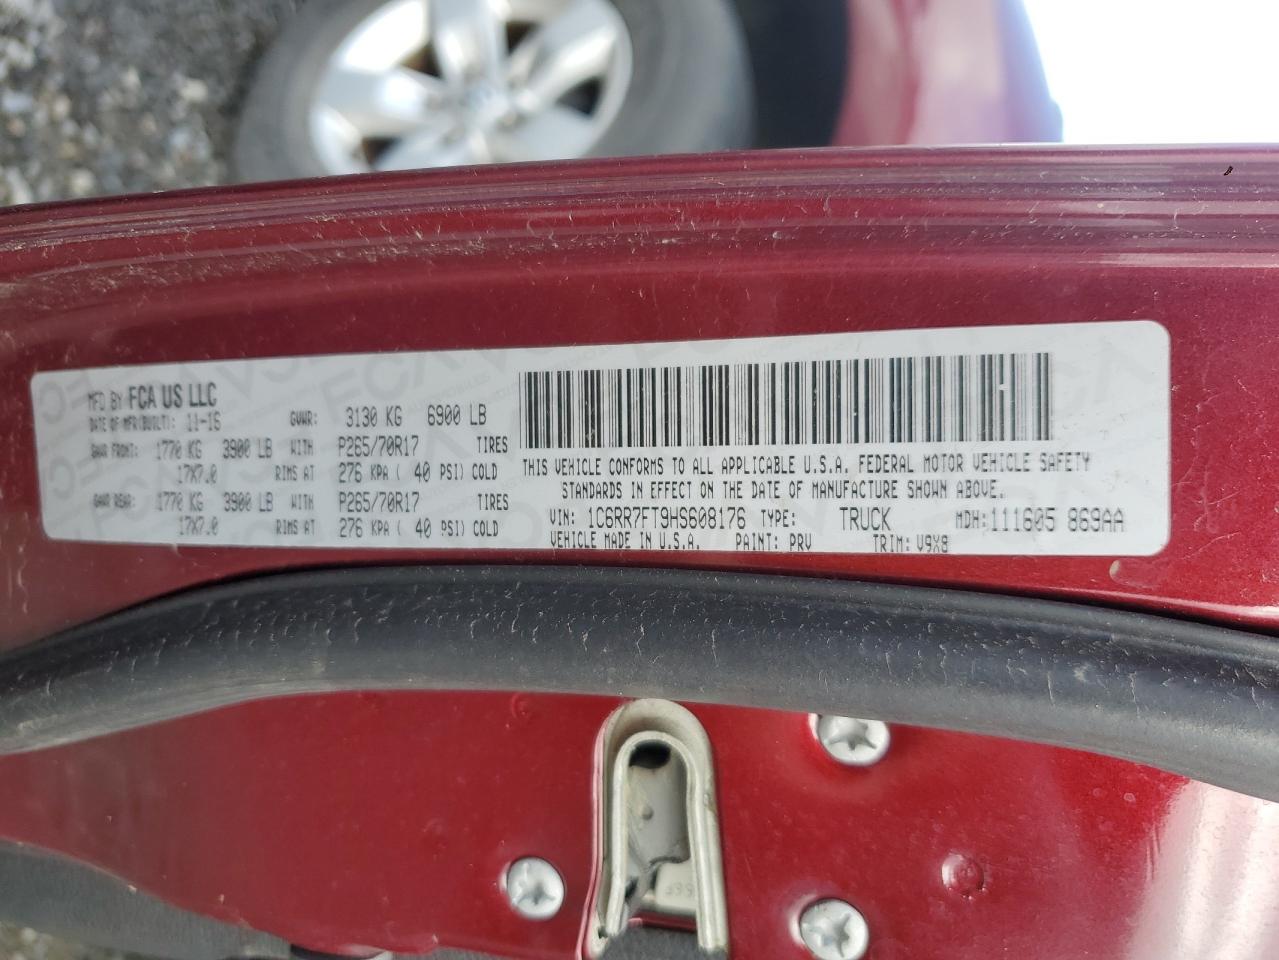 MFD BY FCA US LLC
DATE OF MFR(BUILT): 11-16 GVWR: 3130 KG 6900 LB
GAWR FRONT: 1770 KG 3900 LB WITH P265/70R17 TIRES
17X7.0 RIMS AT 276 KPA ( 40 PSI) COLD
GAWR REAR: 1770 KG 3900 LB WITH P265/70R17 TIRES
17X7.0 RIMS AT 276 KPA ( 40 PSI) COLD
THIS VEHICLE CONFORMS TO ALL APPLICABLE U.S.A. FEDERAL MOTOR VEHICLE SAFETY
STANDARDS IN EFFECT ON THE DATE OF MANUFACTURE SHOWN ABOVE.
VIN: 1C6RR7FT9HS608176 TYPE: TRUCK MDH:111605 869AA
VEHICLE MADE IN U.S.A. PAINT: PRV TRIM: V9X8